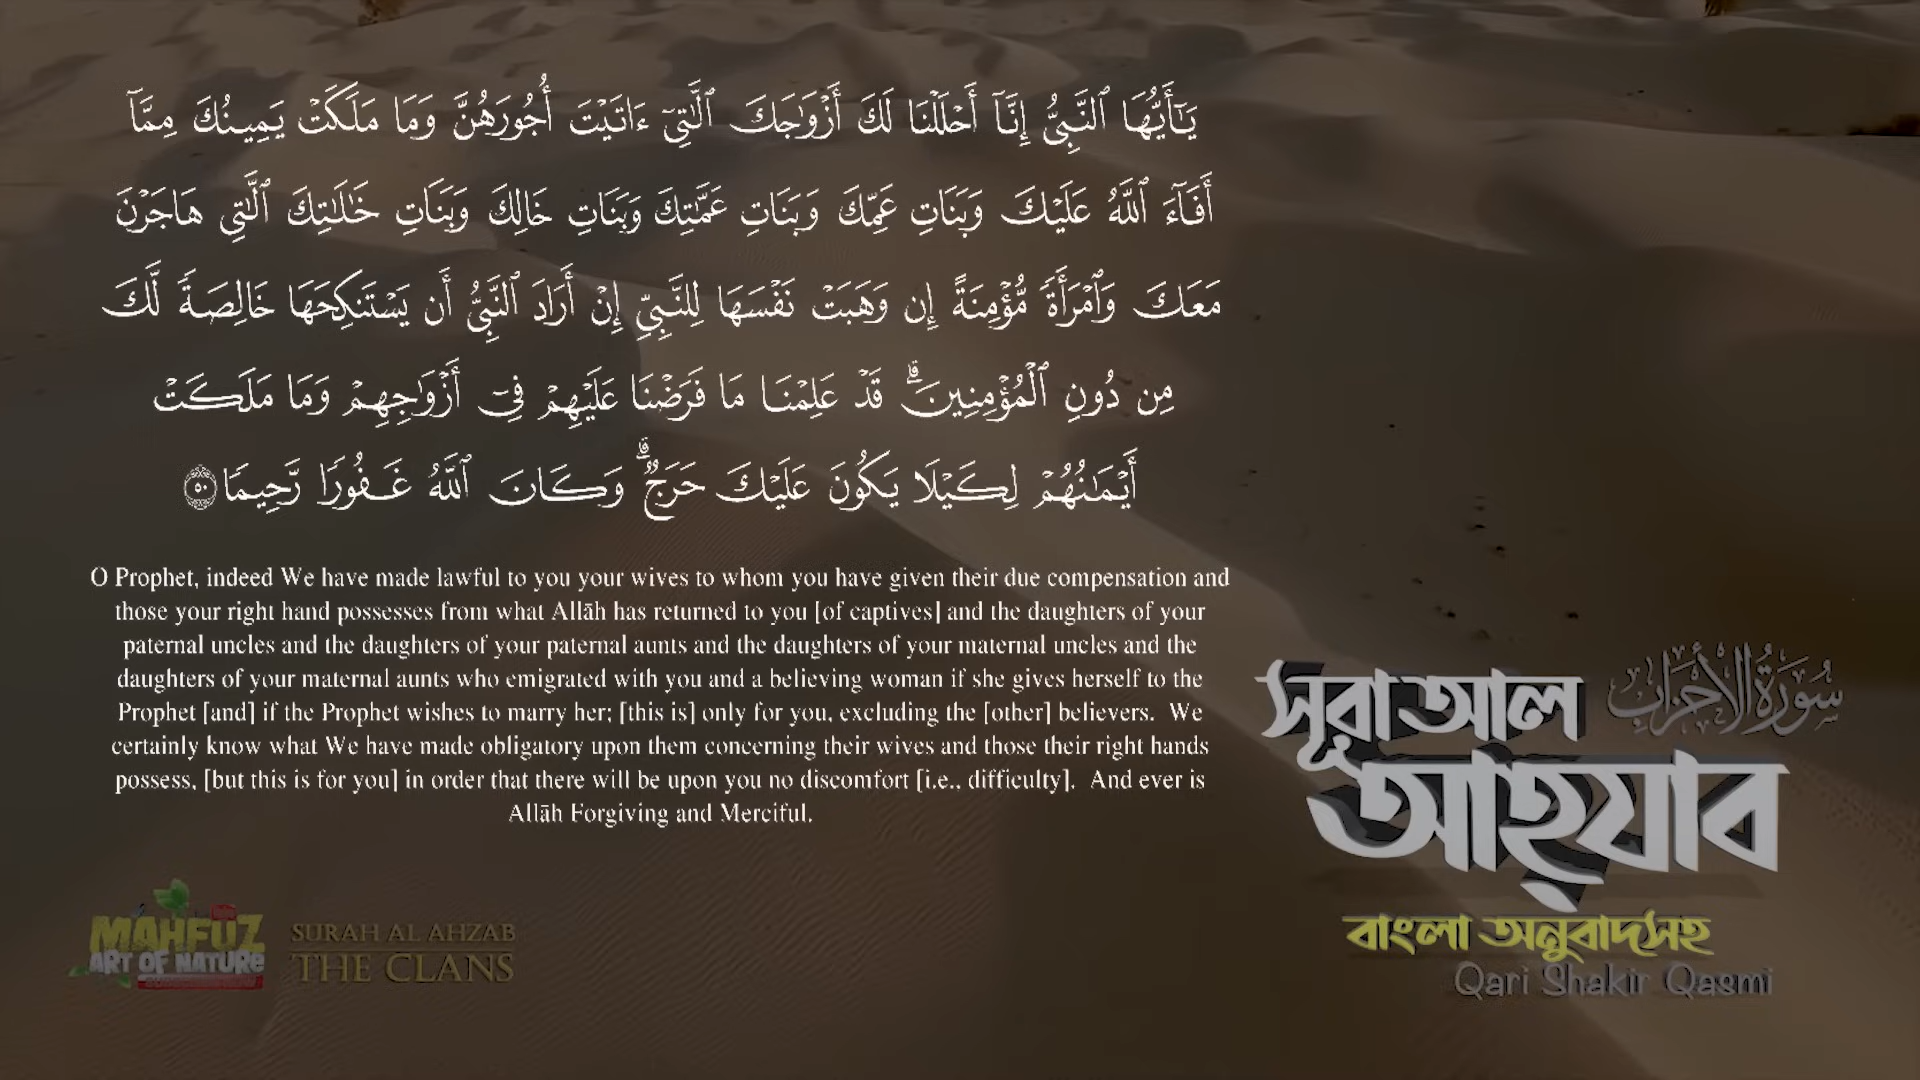 يَـٰٓأَيُّهَا ٱلنَّبِىُّ إِنَّآ أَحْلَلْنَا لَكَ أَزْوَٰجَكَ ٱلَّـٰتِىٓ ءَاتَيْتَ أُجُورَهُنَّ وَمَا مَلَكَتْ يَمِينُكَ مِمَّآ
أَفَآءَ ٱللَّهُ عَلَيْكَ وَبَنَاتِ عَمِّكَ وَبَنَاتِ عَمَّـٰتِكَ وَبَنَاتِ خَالِكَ وَبَنَاتِ خَـٰلَـٰتِكَ ٱلَّـٰتِى هَاجَرْنَ
مَعَكَ وَٱمْرَأَةً مُّؤْمِنَةً إِن وَهَبَتْ نَفْسَهَا لِلنَّبِىِّ إِنْ أَرَادَ ٱلنَّبِىُّ أَن يَسْتَنكِحَهَا خَالِصَةً لَّكَ
مِن دُونِ ٱلْمُؤْمِنِينَ ۗ قَدْ عَلِمْنَا مَا فَرَضْنَا عَلَيْهِمْ فِىٓ أَزْوَٰجِهِمْ وَمَا مَلَكَتْ
أَيْمَـٰنُهُمْ لِكَيْلَا يَكُونَ عَلَيْكَ حَرَجٌ ۗ وَكَانَ ٱللَّهُ غَفُورًا رَّحِيمًا ٥٠
O Prophet, indeed We have made lawful to you your wives to whom you have given their due compensation and
those your right hand possesses from what Allāh has returned to you [of captives] and the daughters of your
paternal uncles and the daughters of your paternal aunts and the daughters of your maternal uncles and the
daughters of your maternal aunts who emigrated with you and a believing woman if she gives herself to the
Prophet [and] if the Prophet wishes to marry her; [this is] only for you, excluding the [other] believers. We
certainly know what We have made obligatory upon them concerning their wives and those their right hands
possess, [but this is for you] in order that there will be upon you no discomfort [i.e., difficulty]. And ever is
Allāh Forgiving and Merciful.
সূরা আল
سورة الأحزاب
আহ্‌যাব
বাংলা অনুবাদসহ
Qari Shakir Qasmi
MAHFUZ
ART OF NATURE
SURAH AL AHZAB
THE CLANS